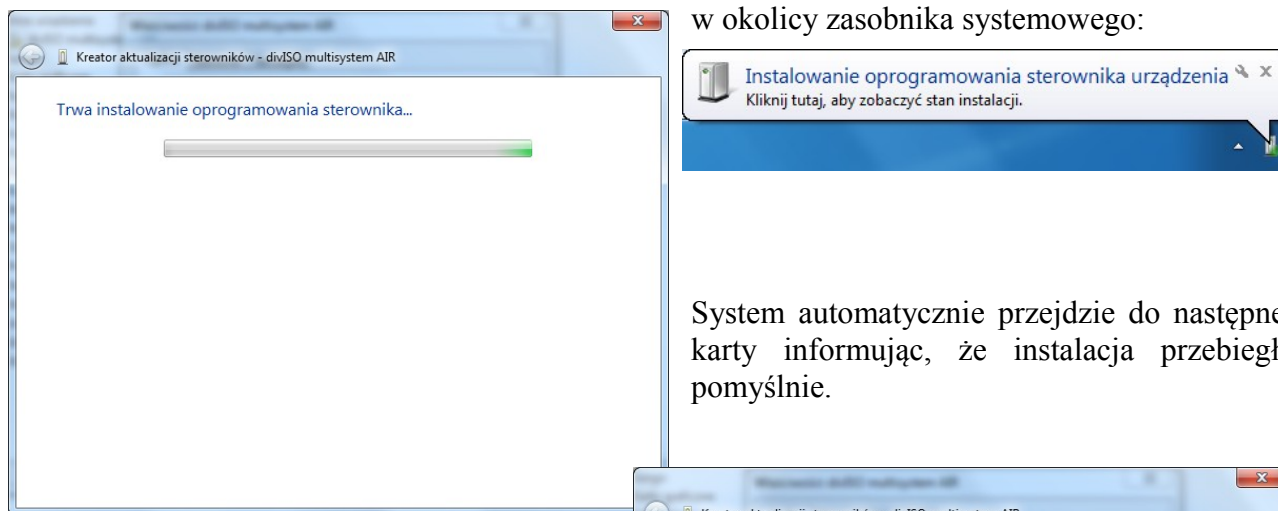 w okolicy zasobnika systemowego:
Kreator aktualizacji sterowników - divISO multisystem AIR
Trwa instalowanie oprogramowania sterownika...
Instalowanie oprogramowania sterownika urządzenia
Kliknij tutaj, aby zobaczyć stan instalacji.
System automatycznie przejdzie do następne
karty informując, że instalacja przebiegł
pomyślnie.